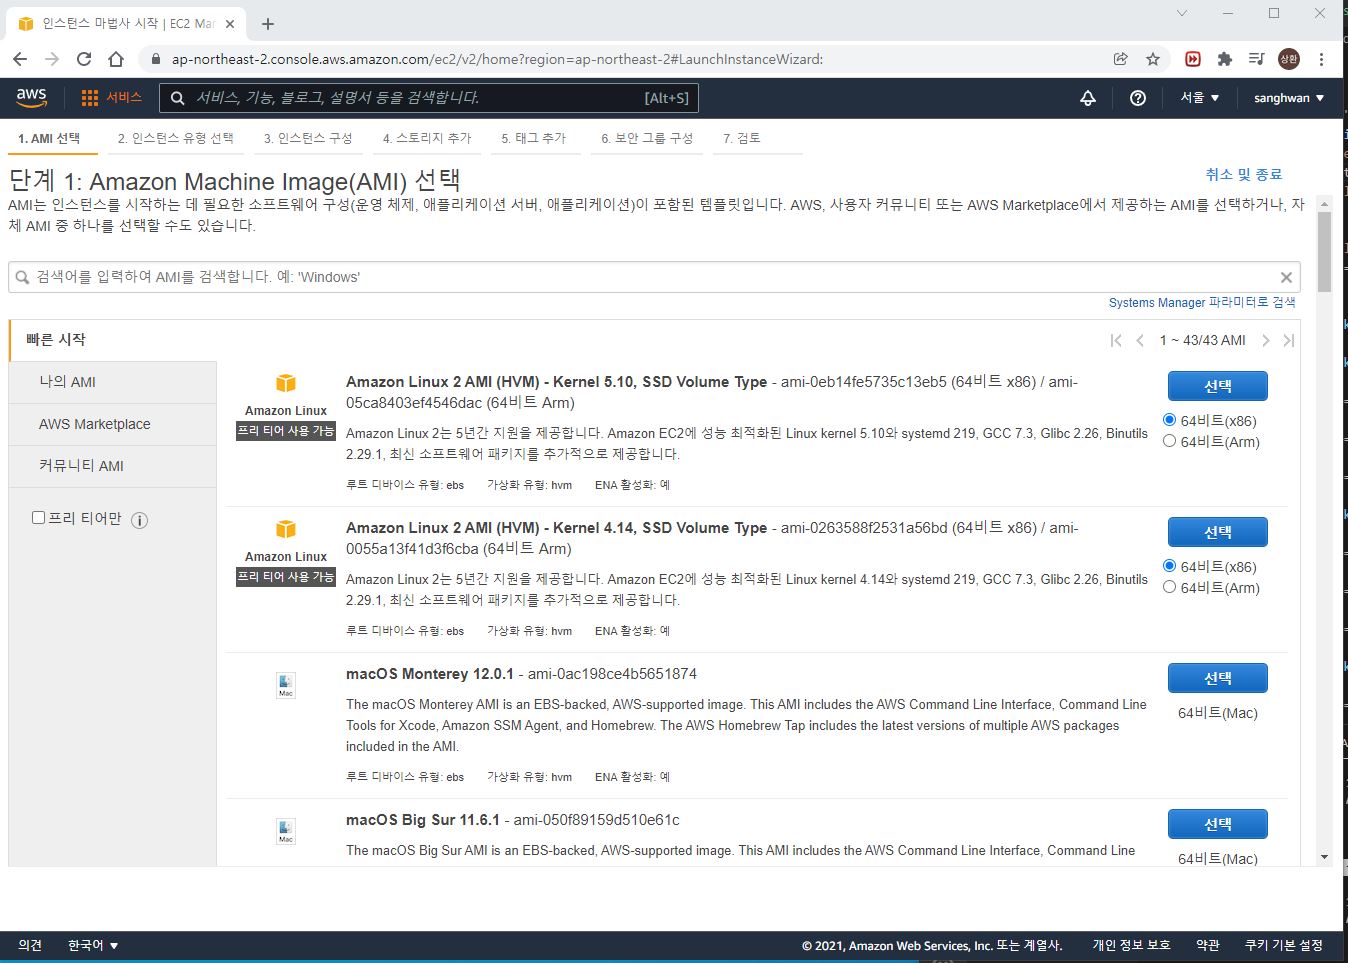 인스턴스 마법사 시작 | EC2 Mar
ap-northeast-2.console.aws.amazon.com/ec2/v2/home?region=ap-northeast-2#LaunchInstanceWizard:
상환
aws 서비스 서비스, 기능, 블로그, 설명서 등을 검색합니다. [Alt+S] 서울 ▼ sanghwan ▼
1. AMI 선택 2. 인스턴스 유형 선택 3. 인스턴스 구성 4. 스토리지 추가 5. 태그 추가 6. 보안 그룹 구성 7. 검토
단계 1: Amazon Machine Image(AMI) 선택
취소 및 종료
AMI는 인스턴스를 시작하는 데 필요한 소프트웨어 구성(운영 체제, 애플리케이션 서버, 애플리케이션)이 포함된 템플릿입니다. AWS, 사용자 커뮤니티 또는 AWS Marketplace에서 제공하는 AMI를 선택하거나, 자
체 AMI 중 하나를 선택할 수도 있습니다.
검색어를 입력하여 AMI를 검색합니다. 예: 'Windows'
Systems Manager 파라미터로 검색
빠른 시작
1 ~ 43/43 AMI
나의 AMI
AWS Marketplace
커뮤니티 AMI
프리 티어만
Amazon Linux
프리 티어 사용 가능
Amazon Linux 2 AMI (HVM) - Kernel 5.10, SSD Volume Type - ami-0eb14fe5735c13eb5 (64비트 x86) / ami-
05ca8403ef4546dac (64비트 Arm)
Amazon Linux 2는 5년간 지원을 제공합니다. Amazon EC2에 성능 최적화된 Linux kernel 5.10와 systemd 219, GCC 7.3, Glibc 2.26, Binutils
2.29.1, 최신 소프트웨어 패키지를 추가적으로 제공합니다.
루트 디바이스 유형: ebs 가상화 유형: hvm ENA 활성화: 예
선택
64비트(x86)
64비트(Arm)
Amazon Linux
프리 티어 사용 가능
Amazon Linux 2 AMI (HVM) - Kernel 4.14, SSD Volume Type - ami-0263588f2531a56bd (64비트 x86) / ami-
0055a13f41d3f6cba (64비트 Arm)
Amazon Linux 2는 5년간 지원을 제공합니다. Amazon EC2에 성능 최적화된 Linux kernel 4.14와 systemd 219, GCC 7.3, Glibc 2.26, Binutils
2.29.1, 최신 소프트웨어 패키지를 추가적으로 제공합니다.
루트 디바이스 유형: ebs 가상화 유형: hvm ENA 활성화: 예
선택
64비트(x86)
64비트(Arm)
Mac
macOS Monterey 12.0.1 - ami-0ac198ce4b5651874
The macOS Monterey AMI is an EBS-backed, AWS-supported image. This AMI includes the AWS Command Line Interface, Command Line
Tools for Xcode, Amazon SSM Agent, and Homebrew. The AWS Homebrew Tap includes the latest versions of multiple AWS packages
included in the AMI.
루트 디바이스 유형: ebs 가상화 유형: hvm ENA 활성화: 예
선택
64비트(Mac)
Mac
macOS Big Sur 11.6.1 - ami-050f89159d510e61c
The macOS Big Sur AMI is an EBS-backed, AWS-supported image. This AMI includes the AWS Command Line Interface, Command Line
선택
64비트(Mac)
의견 한국어 ▼ © 2021, Amazon Web Services, Inc. 또는 계열사. 개인 정보 보호 약관 쿠키 기본 설정